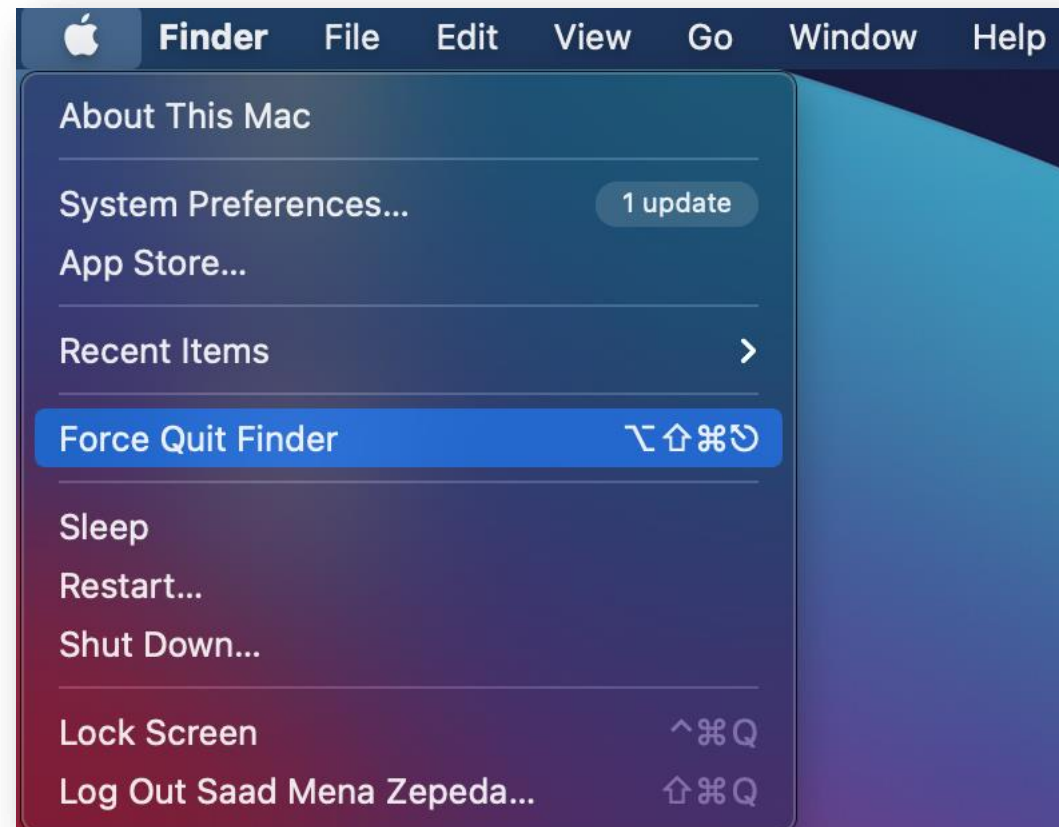 Finder File Edit View Go Window Help
About This Mac
System Preferences... 1 update
App Store...
Recent Items
Force Quit Finder ⌥⇧⌘⎋
Sleep
Restart...
Shut Down...
Lock Screen ^⌘Q
Log Out Saad Mena Zepeda... ⇧⌘Q